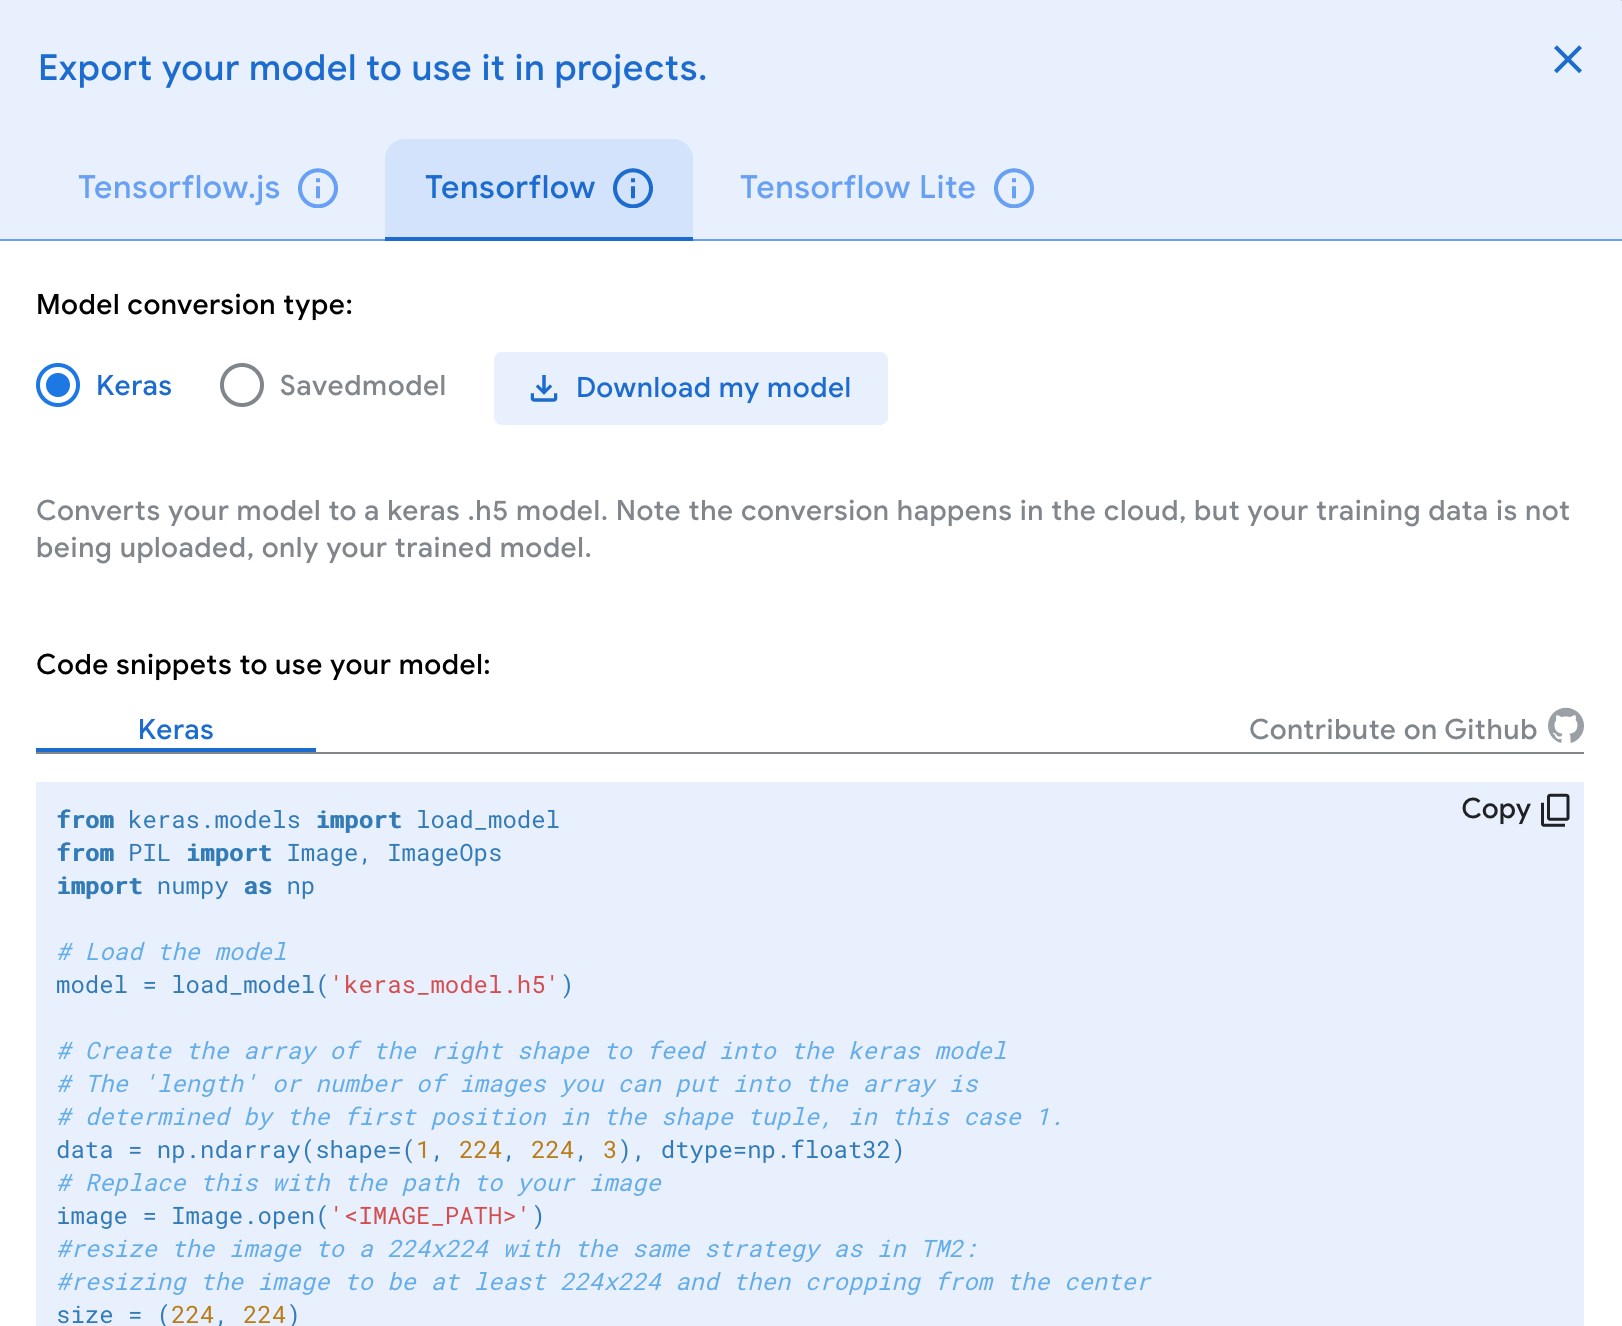 Export your model to use it in projects.
Tensorflow.js
Tensorflow
Tensorflow Lite
Model conversion type:
Keras
Savedmodel
Download my model
Converts your model to a keras .h5 model. Note the conversion happens in the cloud, but your training data is not
being uploaded, only your trained model.
Code snippets to use your model:
Keras
Contribute on Github
Copy
from keras.models import load_model
from PIL import Image, ImageOps
import numpy as np
# Load the model
model = load_model('keras_model.h5')
# Create the array of the right shape to feed into the keras model
# The 'length' or number of images you can put into the array is
# determined by the first position in the shape tuple, in this case 1.
data = np.ndarray(shape=(1, 224, 224, 3), dtype=np.float32)
# Replace this with the path to your image
image = Image.open('<IMAGE_PATH>')
#resize the image to a 224x224 with the same strategy as in TM2:
#resizing the image to be at least 224x224 and then cropping from the center
size = (224, 224)